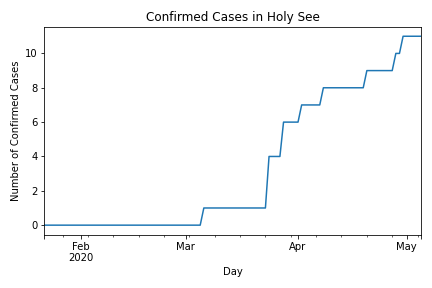 Confirmed Cases in Holy See
Number of Confirmed Cases
10
8
6
4
2
0
Feb
2020
Mar
Apr
May
Day